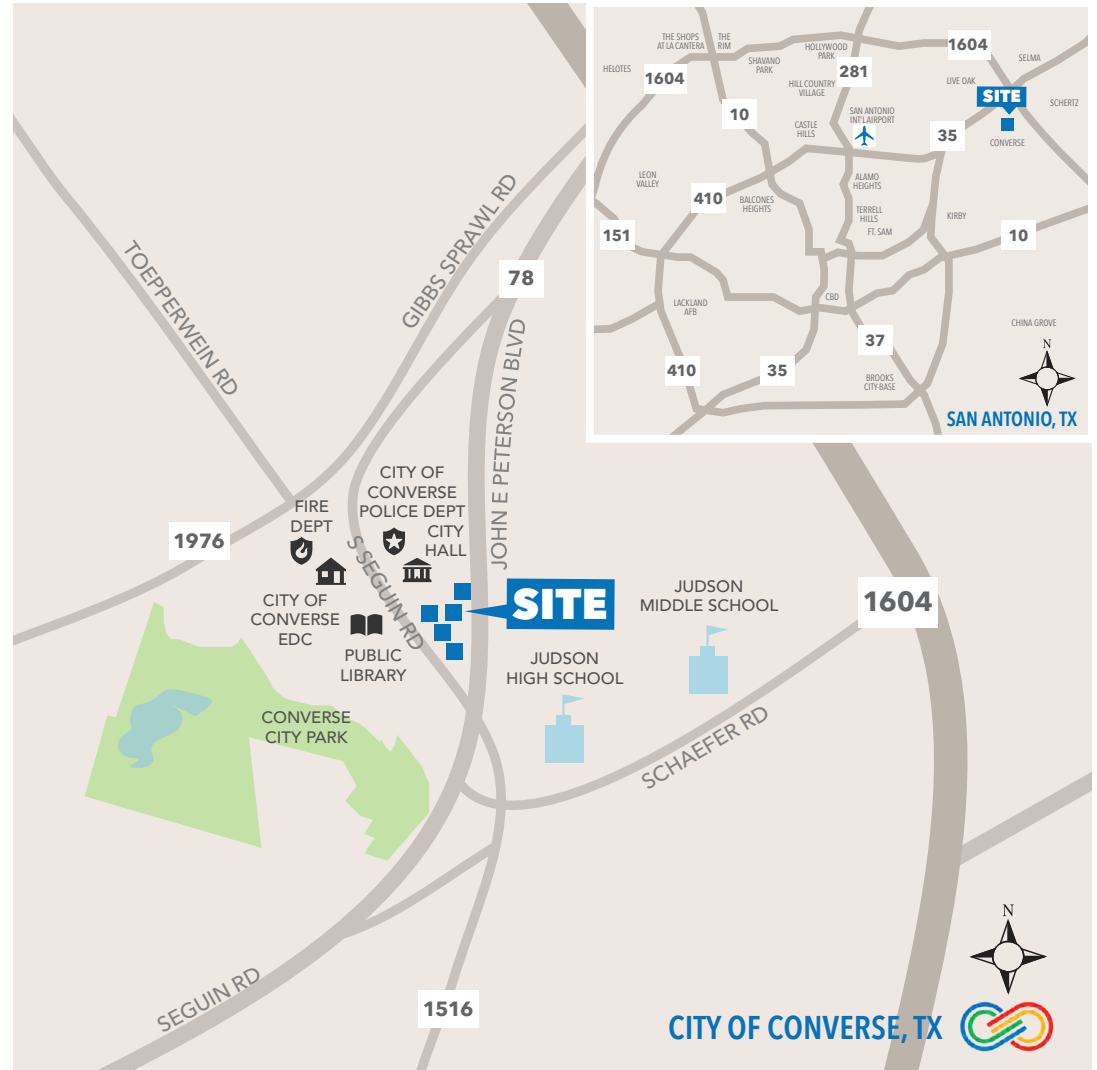 THE SHOPS
AT LA CANTERA
THE
RIM
HOLLYWOOD
PARK
1604
SELMA
HELOTES
1604
SHAVANO
PARK
281
HILL COUNTRY
VILLAGE
LIVE OAK
SITE
SCHERTZ
10
SAN ANTONIO
INT'L AIRPORT
CASTLE
HILLS
35
CONVERSE
LEON
VALLEY
ALAMO
HEIGHTS
410
BALCONES
HEIGHTS
TERRELL
HILLS
FT. SAM
KIRBY
151
10
LACKLAND
AFB
CBD
CHINA GROVE
37
410
35
BROOKS
CITY-BASE
N
SAN ANTONIO, TX
TOEPPERWEIN RD
GIBBS SPRAWL RD
78
JOHN E PETERSON BLVD
CITY OF
CONVERSE
POLICE DEPT
CITY
HALL
FIRE
DEPT
1976
S SEGUIN RD
CITY OF
CONVERSE
EDC
PUBLIC
LIBRARY
SITE
JUDSON
MIDDLE SCHOOL
1604
JUDSON
HIGH SCHOOL
CONVERSE
CITY PARK
SCHAEFER RD
SEGUIN RD
1516
N
CITY OF CONVERSE, TX